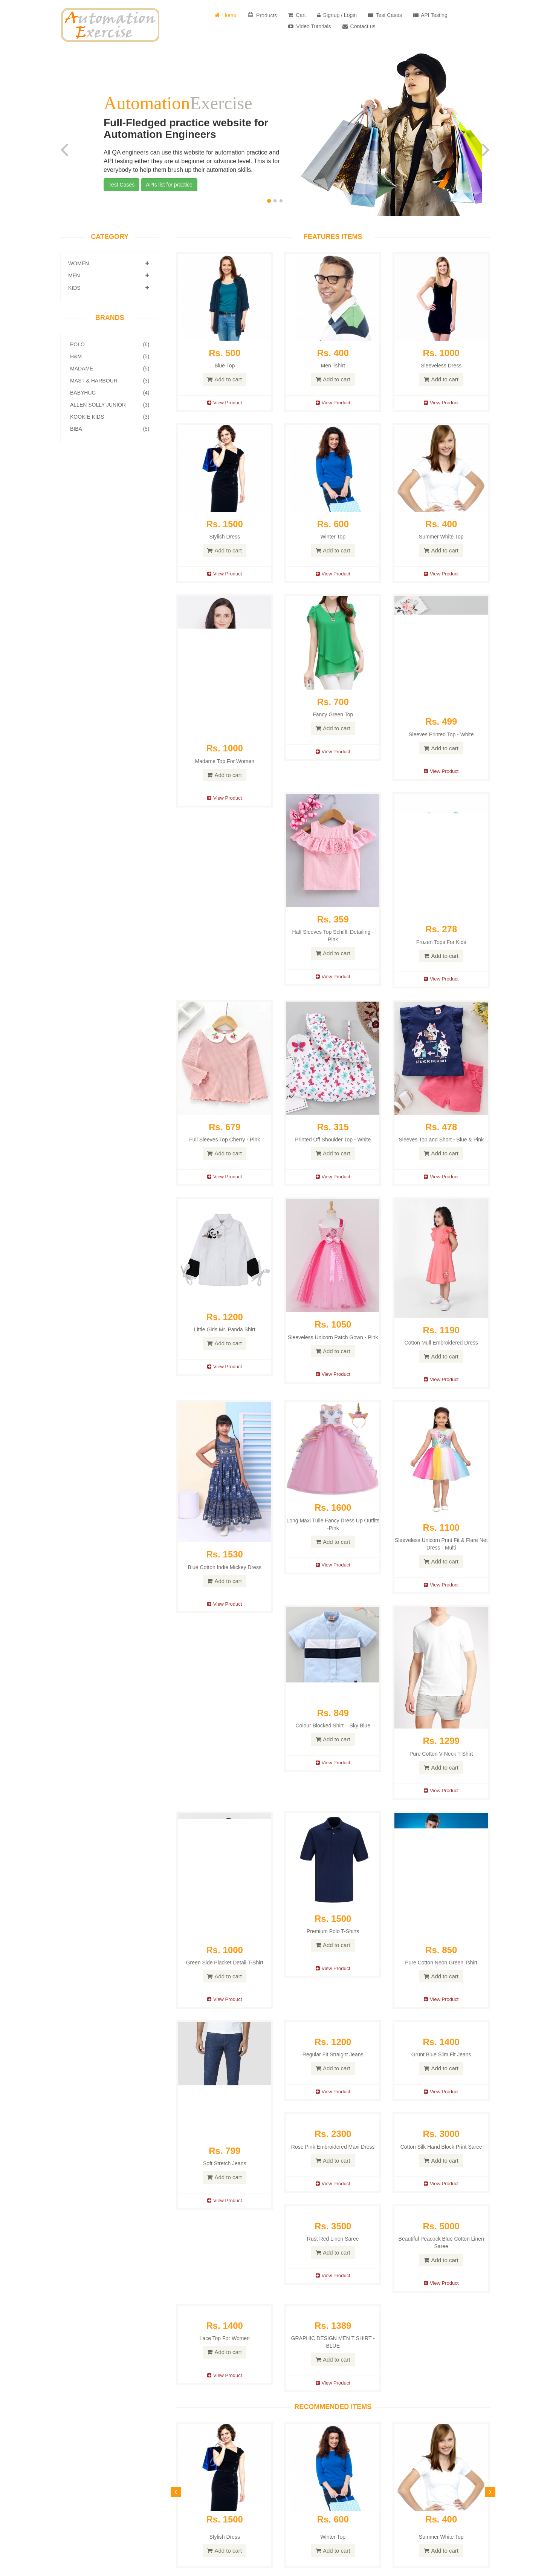 Automation
Exercise
Home
Products
Cart
Signup / Login
Test Cases
API Testing
Video Tutorials
Contact us
AutomationExercise
Full-Fledged practice website for
Automation Engineers
All QA engineers can use this website for automation practice and
API testing either they are at beginner or advance level. This is for
everybody to help them brush up their automation skills.
Test Cases
APIs list for practice
CATEGORY
WOMEN
MEN
KIDS
BRANDS
POLO (6)
H&M (5)
MADAME (5)
MAST & HARBOUR (3)
BABYHUG (4)
ALLEN SOLLY JUNIOR (3)
KOOKIE KIDS (3)
BIBA (5)
FEATURES ITEMS
Rs. 500
Blue Top
Add to cart
View Product
Rs. 400
Men Tshirt
Add to cart
View Product
Rs. 1000
Sleeveless Dress
Add to cart
View Product
Rs. 1500
Stylish Dress
Add to cart
View Product
Rs. 600
Winter Top
Add to cart
View Product
Rs. 400
Summer White Top
Add to cart
View Product
Rs. 1000
Madame Top For Women
Add to cart
View Product
Rs. 700
Fancy Green Top
Add to cart
View Product
Rs. 499
Sleeves Printed Top - White
Add to cart
View Product
Rs. 359
Half Sleeves Top Schiffli Detailing -
Pink
Add to cart
View Product
Rs. 278
Frozen Tops For Kids
Add to cart
View Product
Rs. 679
Full Sleeves Top Cherry - Pink
Add to cart
View Product
Rs. 315
Printed Off Shoulder Top - White
Add to cart
View Product
Rs. 478
Sleeves Top and Short - Blue & Pink
Add to cart
View Product
Rs. 1200
Little Girls Mr. Panda Shirt
Add to cart
View Product
Rs. 1050
Sleeveless Unicorn Patch Gown - Pink
Add to cart
View Product
Rs. 1190
Cotton Mull Embroidered Dress
Add to cart
View Product
Rs. 1530
Blue Cotton Indie Mickey Dress
Add to cart
View Product
Rs. 1600
Long Maxi Tulle Fancy Dress Up Outfits
-Pink
Add to cart
View Product
Rs. 1100
Sleeveless Unicorn Print Fit & Flare Net
Dress - Multi
Add to cart
View Product
Rs. 849
Colour Blocked Shirt – Sky Blue
Add to cart
View Product
Rs. 1299
Pure Cotton V-Neck T-Shirt
Add to cart
View Product
Rs. 1000
Green Side Placket Detail T-Shirt
Add to cart
View Product
Rs. 1500
Premium Polo T-Shirts
Add to cart
View Product
Rs. 850
Pure Cotton Neon Green Tshirt
Add to cart
View Product
Rs. 799
Soft Stretch Jeans
Add to cart
View Product
Rs. 1200
Regular Fit Straight Jeans
Add to cart
View Product
Rs. 1400
Grunt Blue Slim Fit Jeans
Add to cart
View Product
Rs. 2300
Rose Pink Embroidered Maxi Dress
Add to cart
View Product
Rs. 3000
Cotton Silk Hand Block Print Saree
Add to cart
View Product
Rs. 3500
Rust Red Linen Saree
Add to cart
View Product
Rs. 5000
Beautiful Peacock Blue Cotton Linen
Saree
Add to cart
View Product
Rs. 1400
Lace Top For Women
Add to cart
View Product
Rs. 1389
GRAPHIC DESIGN MEN T SHIRT -
BLUE
Add to cart
View Product
RECOMMENDED ITEMS
Rs. 1500
Stylish Dress
Add to cart
Rs. 600
Winter Top
Add to cart
Rs. 400
Summer White Top
Add to cart